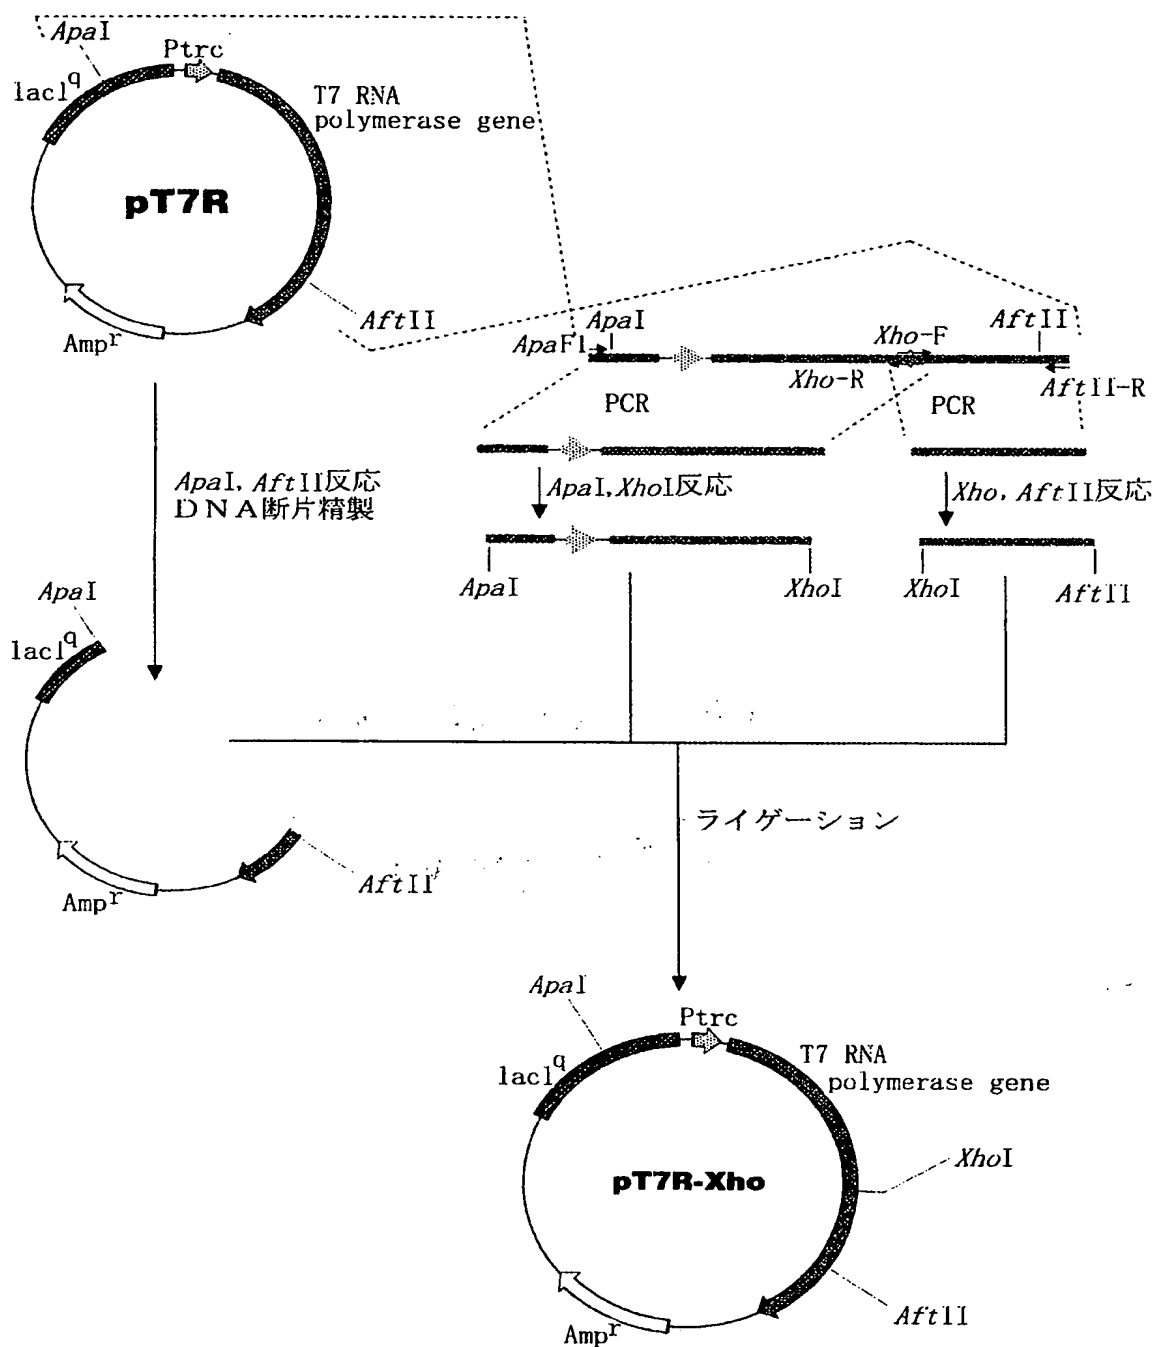 ApaI
Ptrc
lacI^q
T7 RNA
polymerase gene
pT7R
AftII
Amp^r
ApaI
ApaF1
Xho-F
AftII
Xho-R
AftII-R
PCR
PCR
ApaI, AftII反応
DNA断片精製
ApaI, XhoI反応
Xho, AftII反応
ApaI
XhoI
XhoI
AftII
ApaI
lacI^q
AftII
Amp^r
ライゲーション
ApaI
Ptrc
lacI^q
T7 RNA
polymerase gene
XhoI
pT7R-Xho
AftII
Amp^r